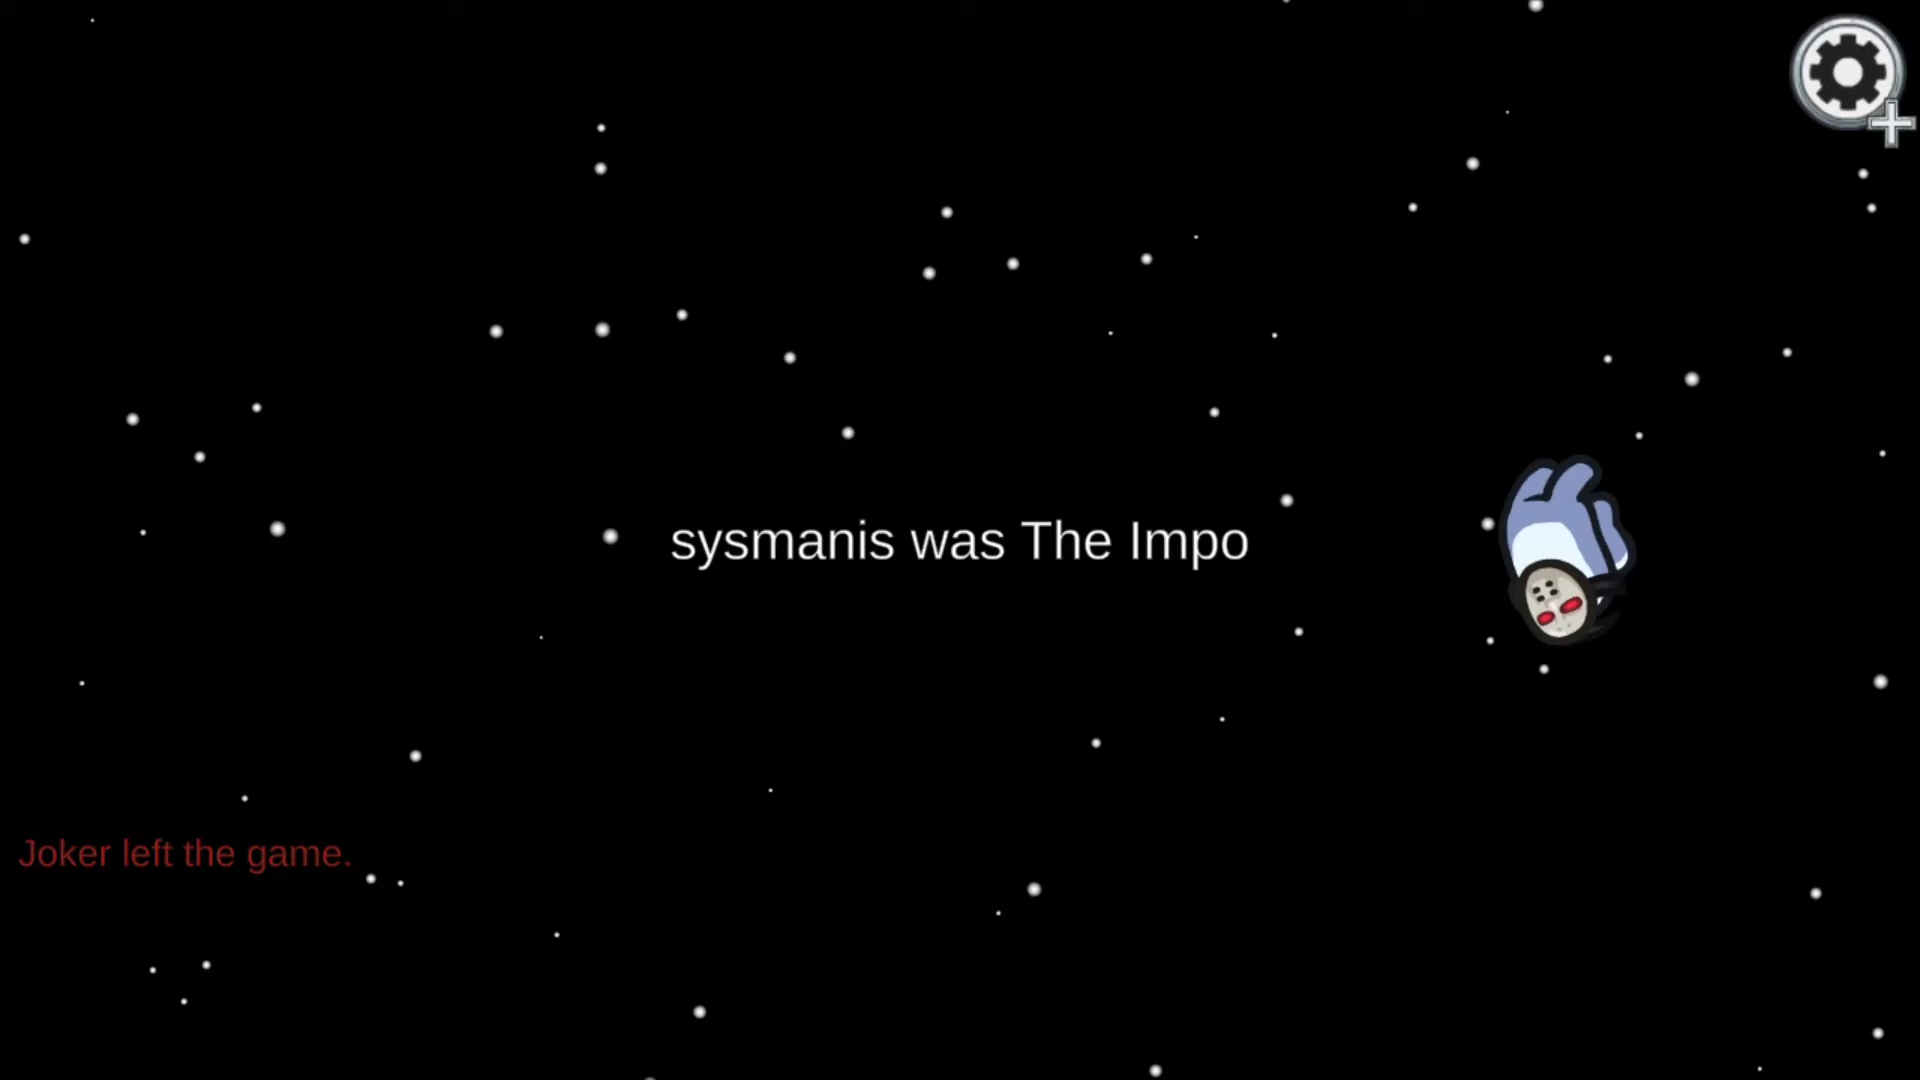 sysmanis was The Impo
Joker left the game.